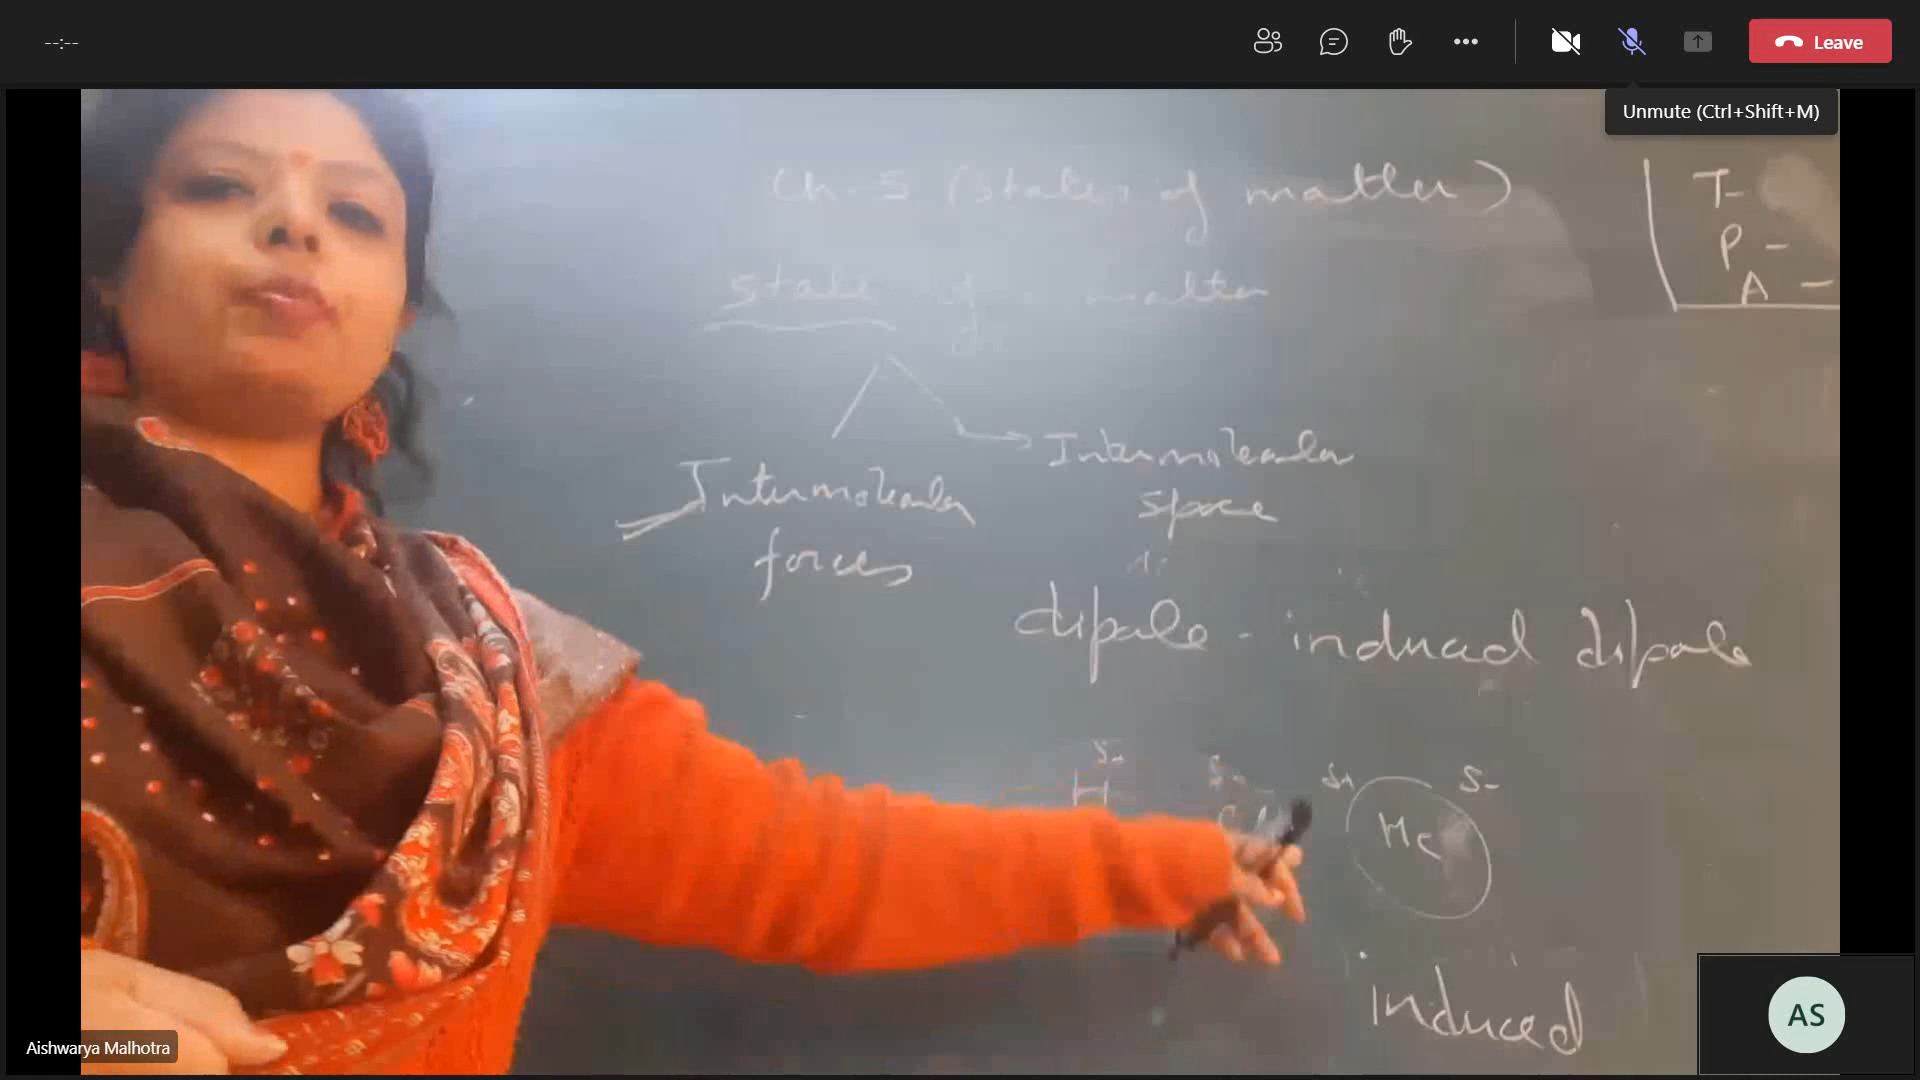 --:--
Leave
Unmute (Ctrl+Shift+M)
Ch. 5 (States of matter)
T-
P -
A -
State of matter
Intermolecular
space
Intermolecular
forces
dipole - induced dipole
H
δ-
He
induced
AS
Aishwarya Malhotra